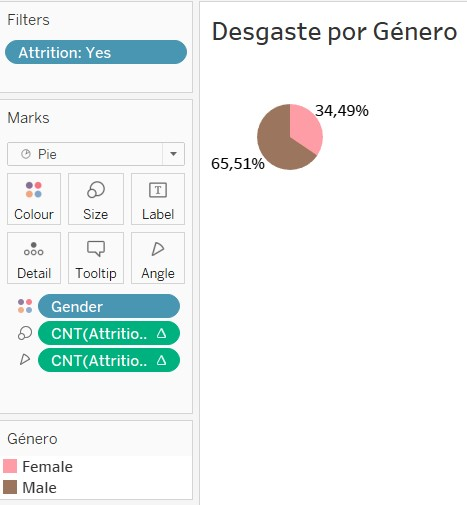 Filters
Attrition: Yes
Marks
Pie
Colour Size Label
T
Detail Tooltip Angle
Gender
CNT(Attritio.. Δ
CNT(Attritio.. Δ
Género
Female
Male
Desgaste por Género
34,49%
65,51%